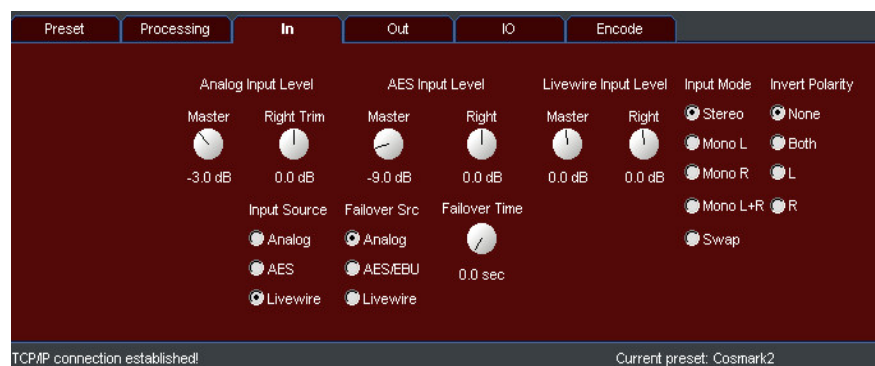 Preset Processing In Out IO Encode
Analog Input Level AES Input Level Livewire Input Level Input Mode Invert Polarity
Master Right Trim Master Right Master Right Stereo None
Mono L Both
-3.0 dB 0.0 dB -9.0 dB 0.0 dB 0.0 dB 0.0 dB Mono R L
Input Source Failover Src Failover Time Mono L+R R
Analog Analog Swap
AES AES/EBU 0.0 sec
Livewire Livewire
TCP/IP connection established! Current preset: Cosmark2